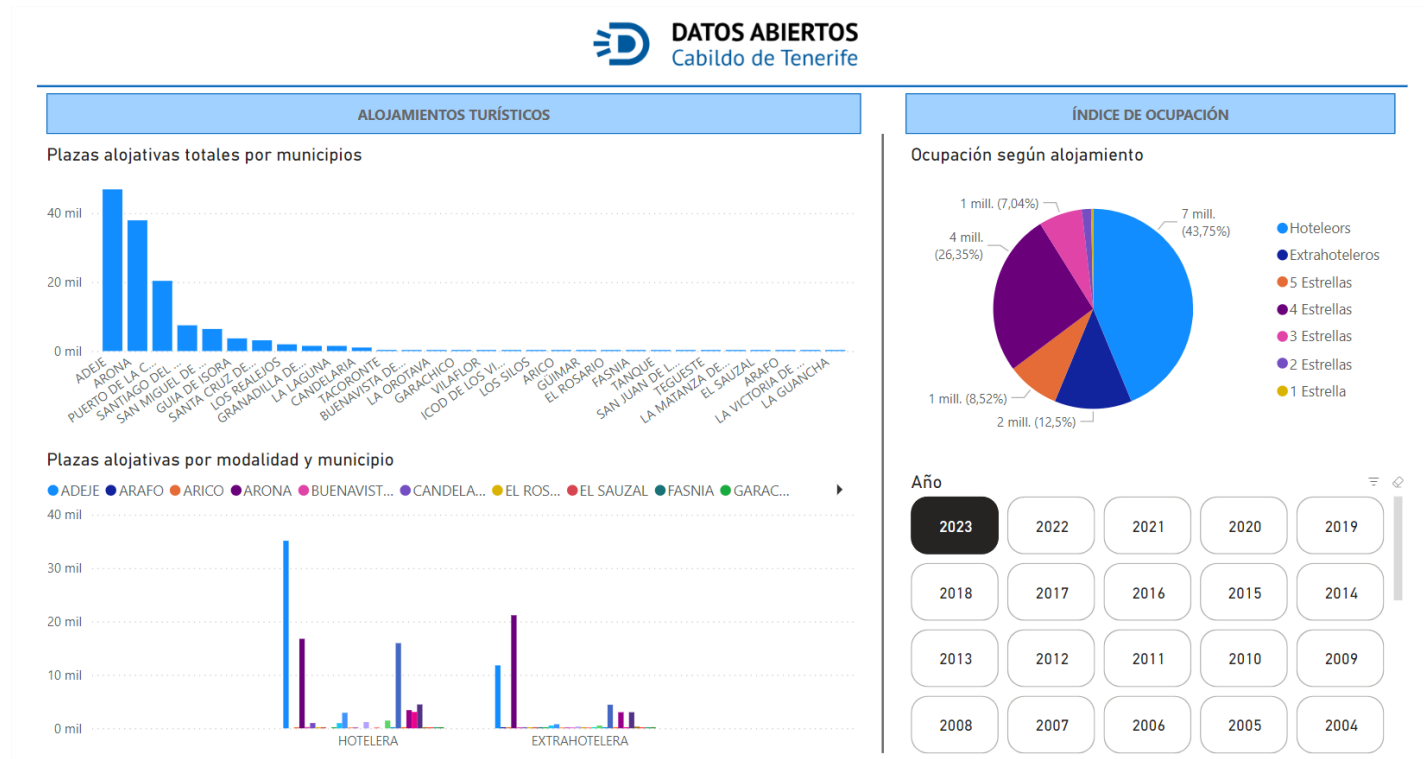 DATOS ABIERTOS
Cabildo de Tenerife
ALOJAMIENTOS TURÍSTICOS
Plazas alojativas totales por municipios
40 mil
20 mil
0 mil
ADEJE
ARONA
PUERTO DE LA C...
SANTIAGO DEL ...
SAN MIGUEL DE ...
GUIA DE ISORA
SANTA CRUZ DE...
LOS REALEJOS
GRANADILLA DE...
LA LAGUNA
CANDELARIA
TACORONTE
BUENAVISTA DE...
LA OROTAVA
GARACHICO
VILAFLOR
ICOD DE LOS VI...
LOS SILOS
ARICO
GÜIMAR
EL ROSARIO
FASNIA
TANQUE
SAN JUAN DE L...
TEGUESTE
LA MATANZA DE...
EL SAUZAL
ARAFO
LA VICTORIA DE ...
LA GUANCHA
Plazas alojativas por modalidad y municipio
ADEJE ARAFO ARICO ARONA BUENAVIST... CANDELA... EL ROS... EL SAUZAL FASNIA GARAC...
40 mil
30 mil
20 mil
10 mil
0 mil
HOTELERA EXTRAHOTELERA
ÍNDICE DE OCUPACIÓN
Ocupación según alojamiento
1 mill. (7,04%)
7 mill.
(43,75%)
4 mill.
(26,35%)
1 mill. (8,52%)
2 mill. (12,5%)
Hoteleors
Extrahoteleros
5 Estrellas
4 Estrellas
3 Estrellas
2 Estrellas
1 Estrella
Año
2023 2022 2021 2020 2019
2018 2017 2016 2015 2014
2013 2012 2011 2010 2009
2008 2007 2006 2005 2004